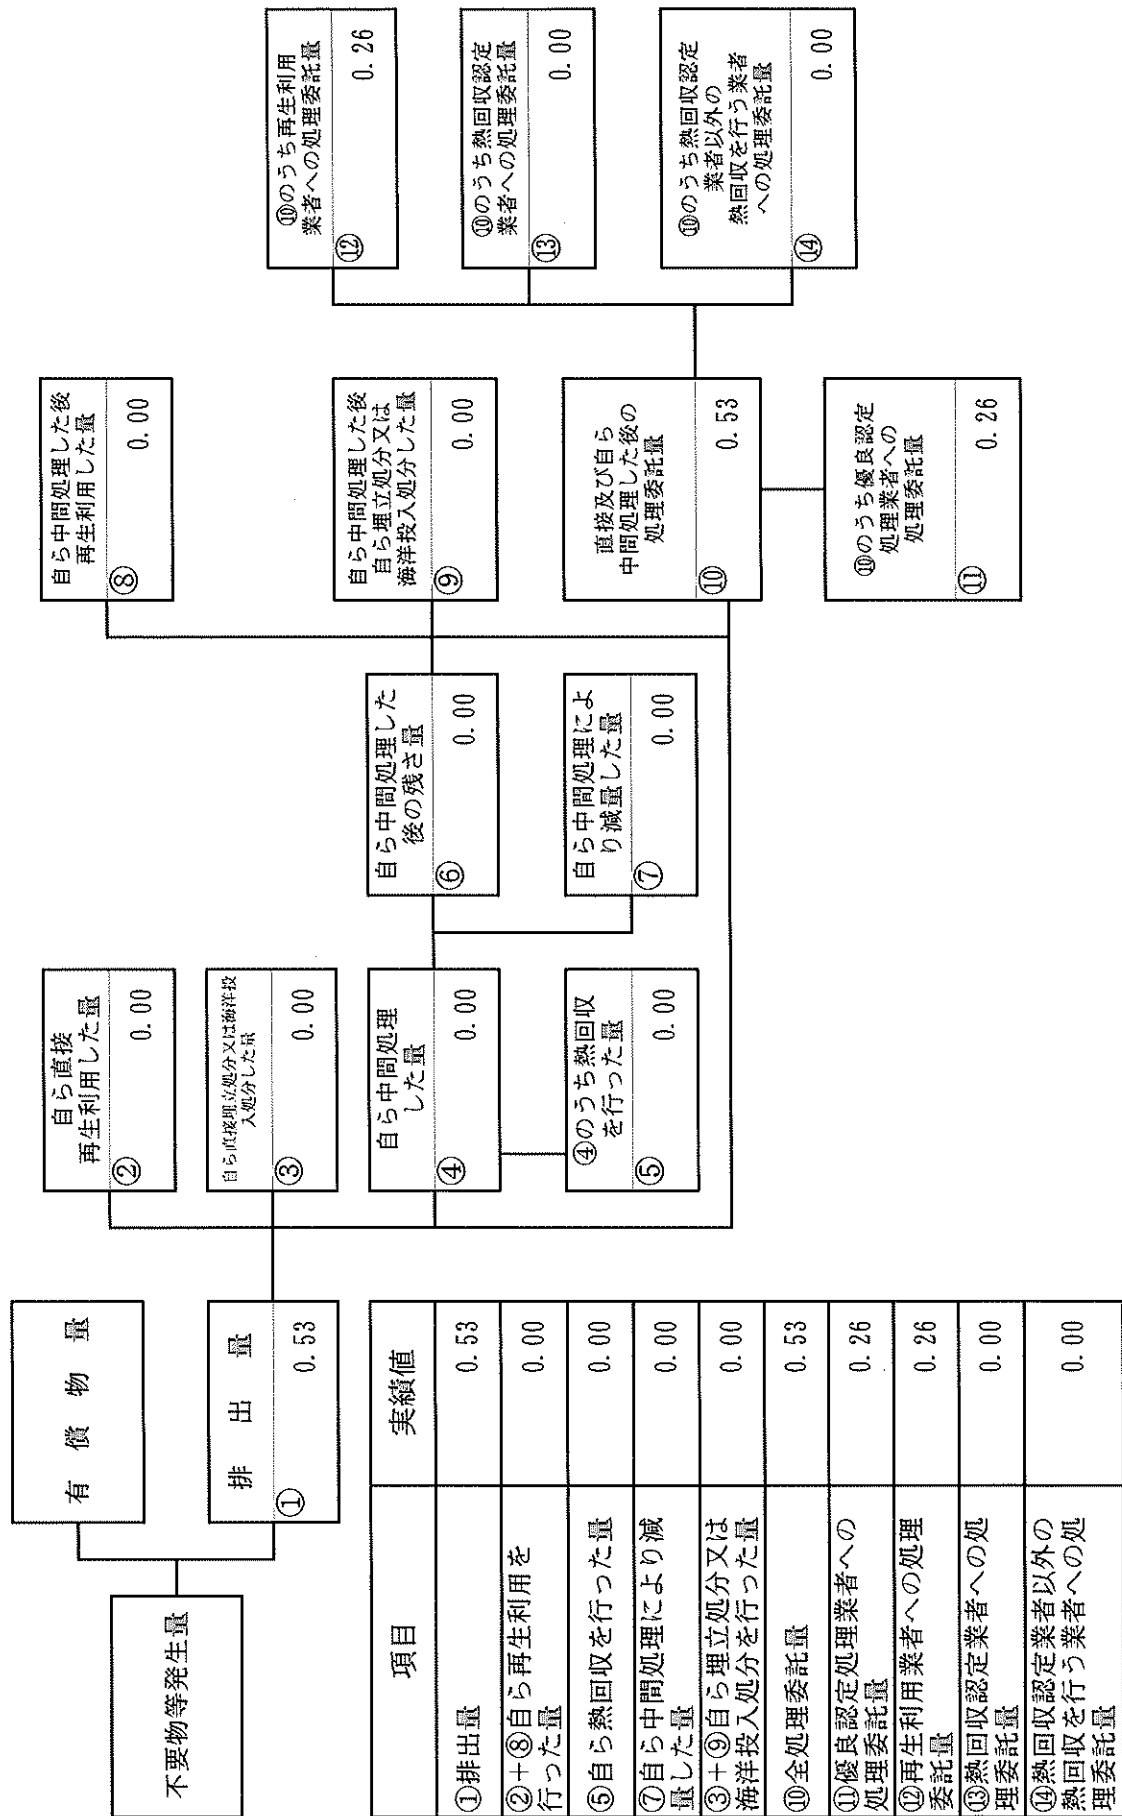 不要物等発生量
有償物量
排出量
①
0.53
自ら直接
再生利用した量
②
0.00
自ら直接埋立処分又は海洋投
入処分した量
③
0.00
自ら中間処理
した量
④
0.00
④のうち熱回収
を行った量
⑤
0.00
自ら中間処理した
後の残さ量
⑥
0.00
自ら中間処理によ
り減量した量
⑦
0.00
自ら中間処理した後
再生利用した量
⑧
0.00
自ら中間処理した後
自ら埋立処分又は
海洋投入処分した量
⑨
0.00
直接及び自ら
中間処理した後の
処理委託量
⑩
0.53
⑩のうち優良認定
処理業者への
処理委託量
⑪
0.26
⑩のうち再生利用
業者への処理委託量
⑫
0.26
⑩のうち熱回収認定
業者への処理委託量
⑬
0.00
⑩のうち熱回収認定
業者以外の
熱回収を行う業者
への処理委託量
⑭
0.00
項目 実績値
①排出量 0.53
②+⑧自ら再生利用を
行った量 0.00
⑤自ら熱回収を行った量 0.00
⑦自ら中間処理により減
量した量 0.00
③+⑨自ら埋立処分又は
海洋投入処分を行った量 0.00
⑩全処理委託量 0.53
⑪優良認定処理業者への
処理委託量 0.26
⑫再生利用業者への処理
委託量 0.26
⑬熱回収認定業者への処
理委託量 0.00
⑭熱回収認定業者以外の
熱回収を行う業者への処
理委託量 0.00